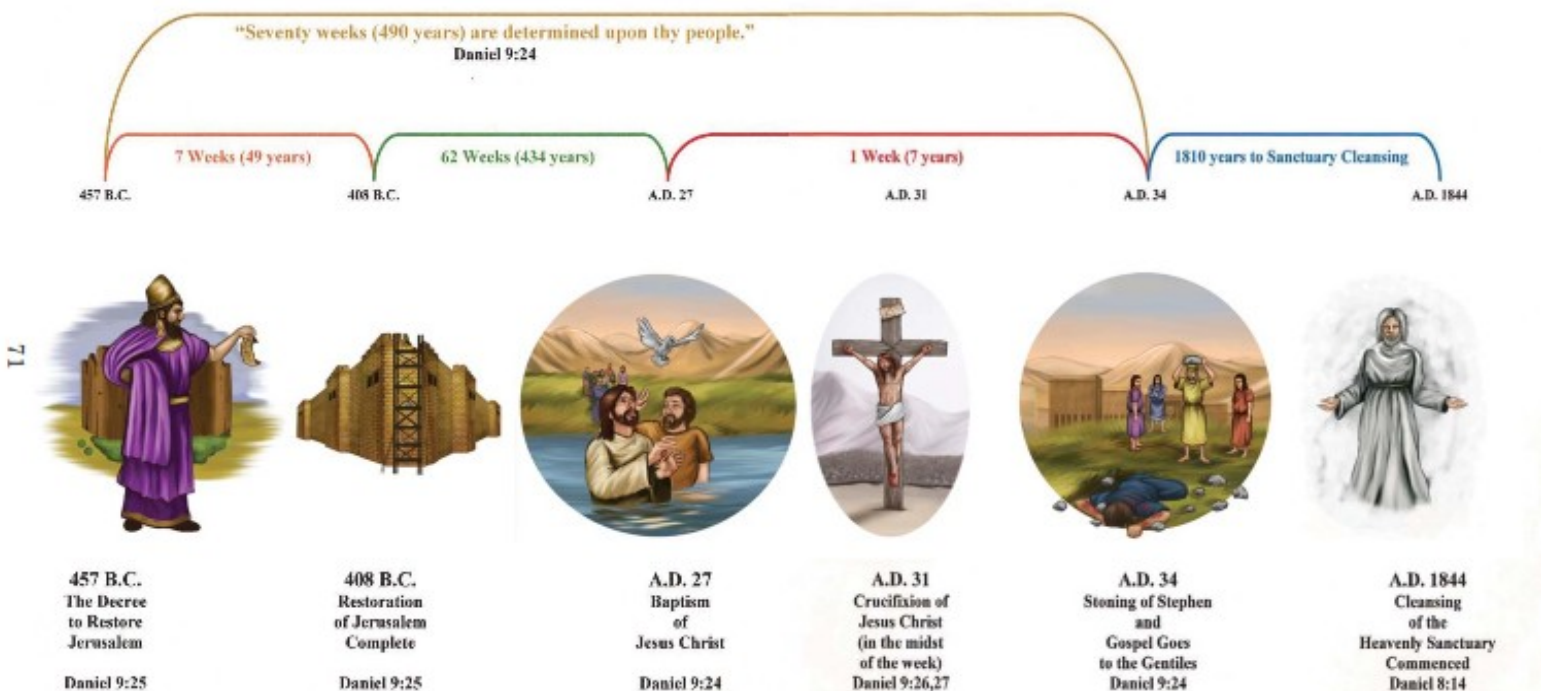 “Seventy weeks (490 years) are determined upon thy people.”
Daniel 9:24
7 Weeks (49 years)
62 Weeks (434 years)
1 Week (7 years)
1810 years to Sanctuary Cleansing
457 B.C.
408 B.C.
A.D. 27
A.D. 31
A.D. 34
A.D. 1844
71
457 B.C.
The Decree
to Restore
Jerusalem
Daniel 9:25
408 B.C.
Restoration
of Jerusalem
Complete
Daniel 9:25
A.D. 27
Baptism
of
Jesus Christ
Daniel 9:24
A.D. 31
Crucifixion of
Jesus Christ
(in the midst
of the week)
Daniel 9:26,27
A.D. 34
Stoning of Stephen
and
Gospel Goes
to the Gentiles
Daniel 9:24
A.D. 1844
Cleansing
of the
Heavenly Sanctuary
Commenced
Daniel 8:14